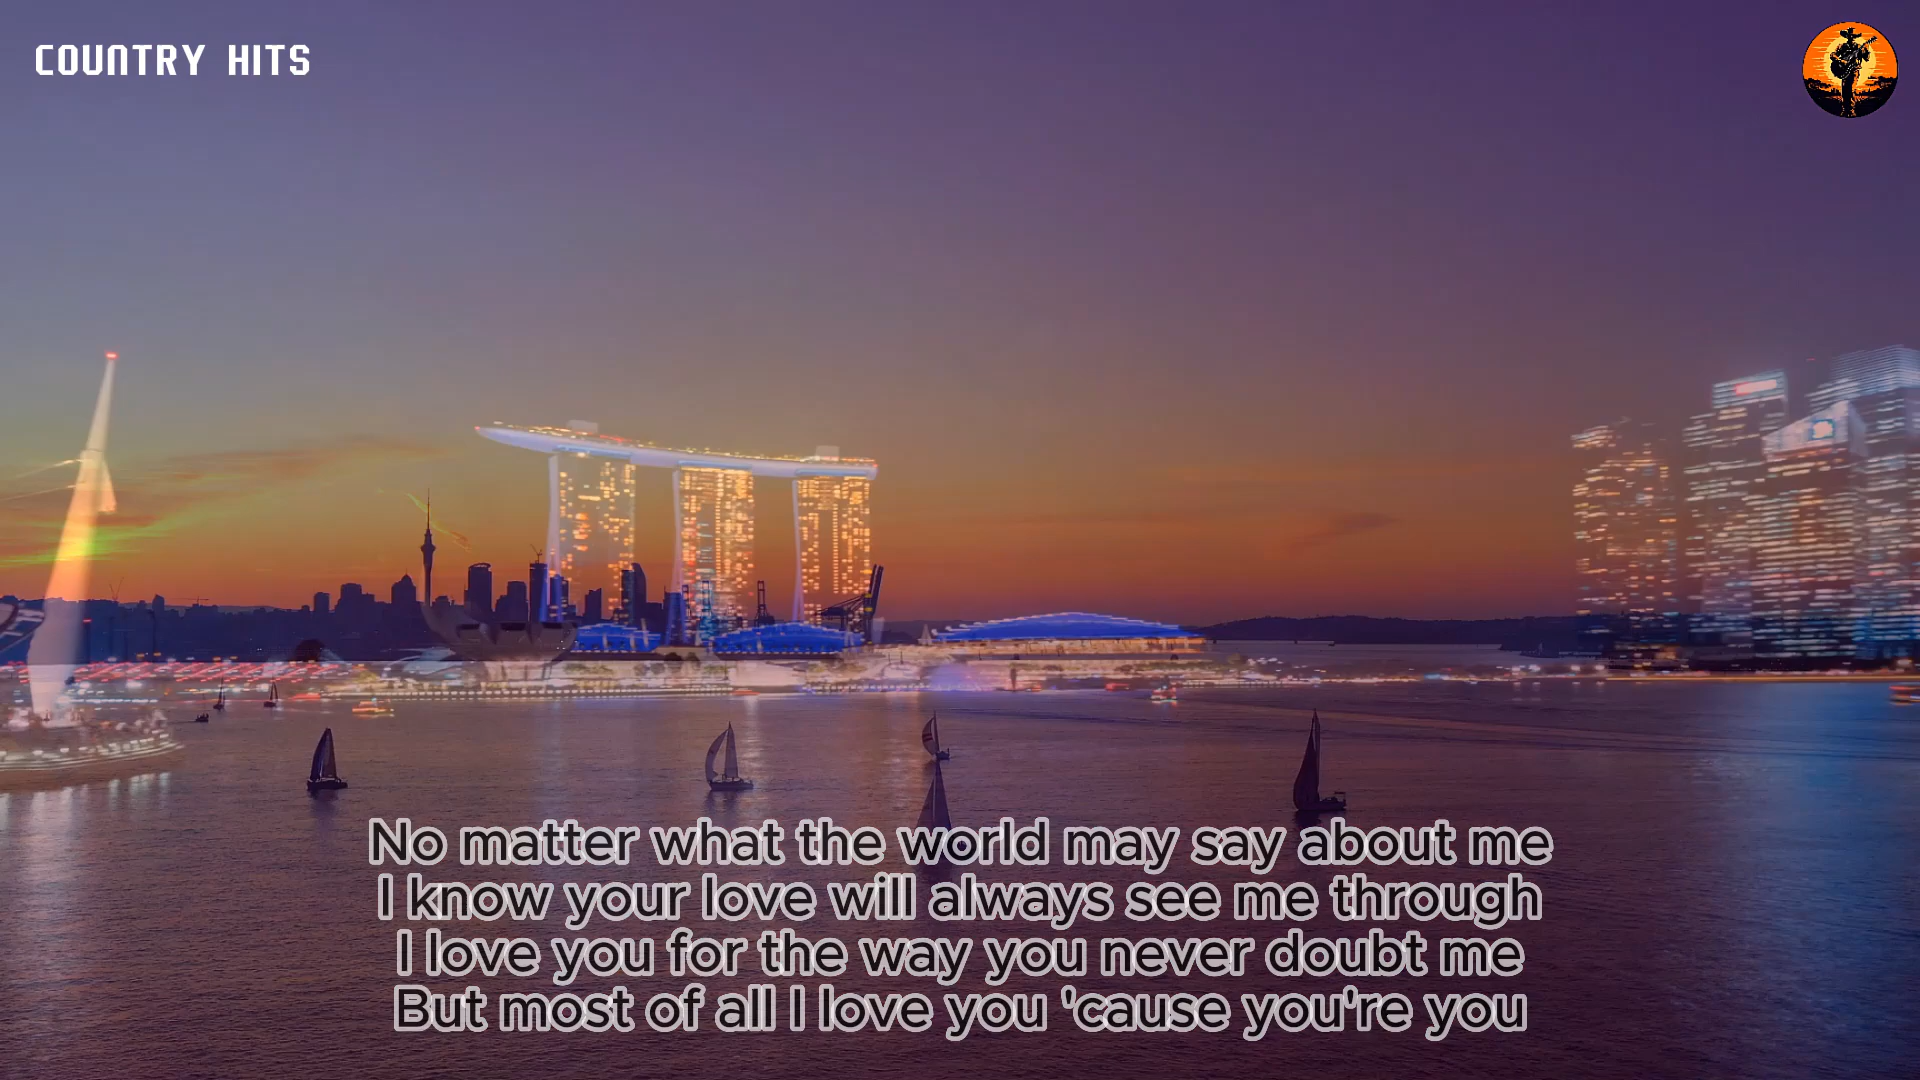 COUNTRY HITS
No matter what the world may say about me
I know your love will always see me through
I love you for the way you never doubt me
But most of all I love you 'cause you're you